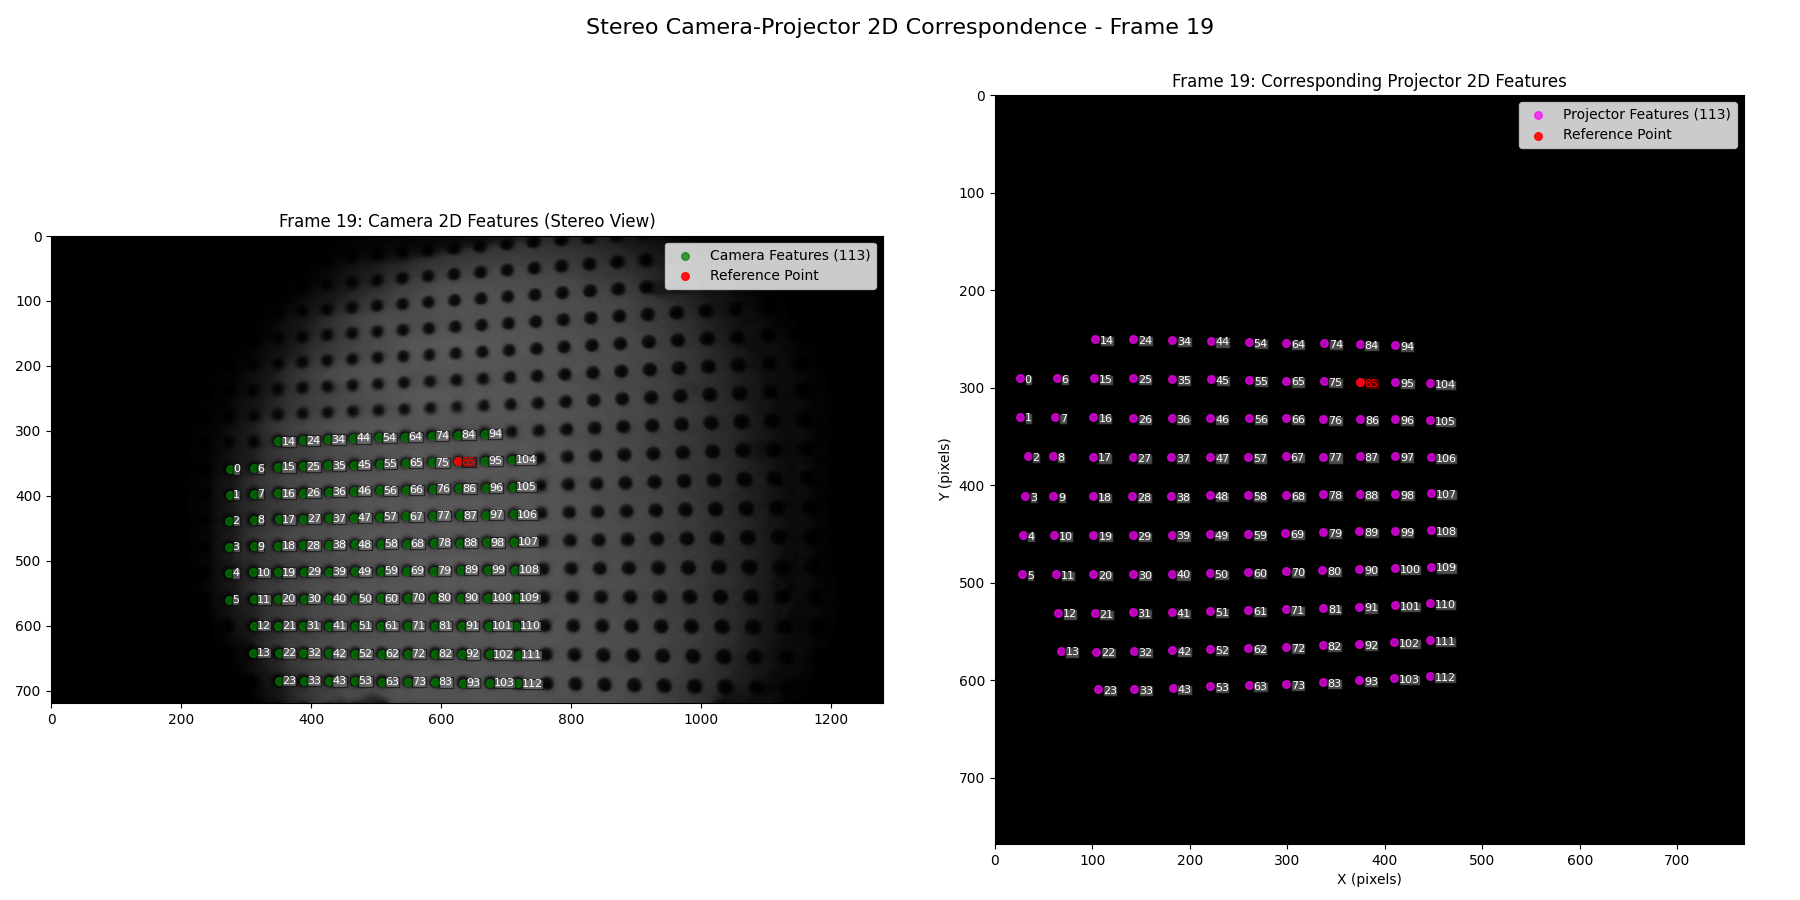 Stereo Camera-Projector 2D Correspondence - Frame 19
Frame 19: Camera 2D Features (Stereo View)
Camera Features (113)
Reference Point
0
100
200
300
400
500
600
700
14 24 34 44 54 64 74 84 94
0 6 15 25 35 45 55 65 75 85 95 104
1 7 16 26 36 46 56 66 76 86 96 105
2 8 17 27 37 47 57 67 77 87 97 106
3 9 18 28 38 48 58 68 78 88 98 107
4 10 19 29 39 49 59 69 79 89 99 108
5 11 20 30 40 50 60 70 80 90 100 109
12 21 31 41 51 61 71 81 91 101 110
13 22 32 42 52 62 72 82 92 102 111
23 33 43 53 63 73 83 93 103 112
0 200 400 600 800 1000 1200
Frame 19: Corresponding Projector 2D Features
Projector Features (113)
Reference Point
Y (pixels)
0
100
200
300
400
500
600
700
14 24 34 44 54 64 74 84 94
0 6 15 25 35 45 55 65 75 85 95 104
1 7 16 26 36 46 56 66 76 86 96 105
2 8 17 27 37 47 57 67 77 87 97 106
3 9 18 28 38 48 58 68 78 88 98 107
4 10 19 29 39 49 59 69 79 89 99 108
5 11 20 30 40 50 60 70 80 90 100 109
12 21 31 41 51 61 71 81 91 101 110
13 22 32 42 52 62 72 82 92 102 111
23 33 43 53 63 73 83 93 103 112
0 100 200 300 400 500 600 700
X (pixels)